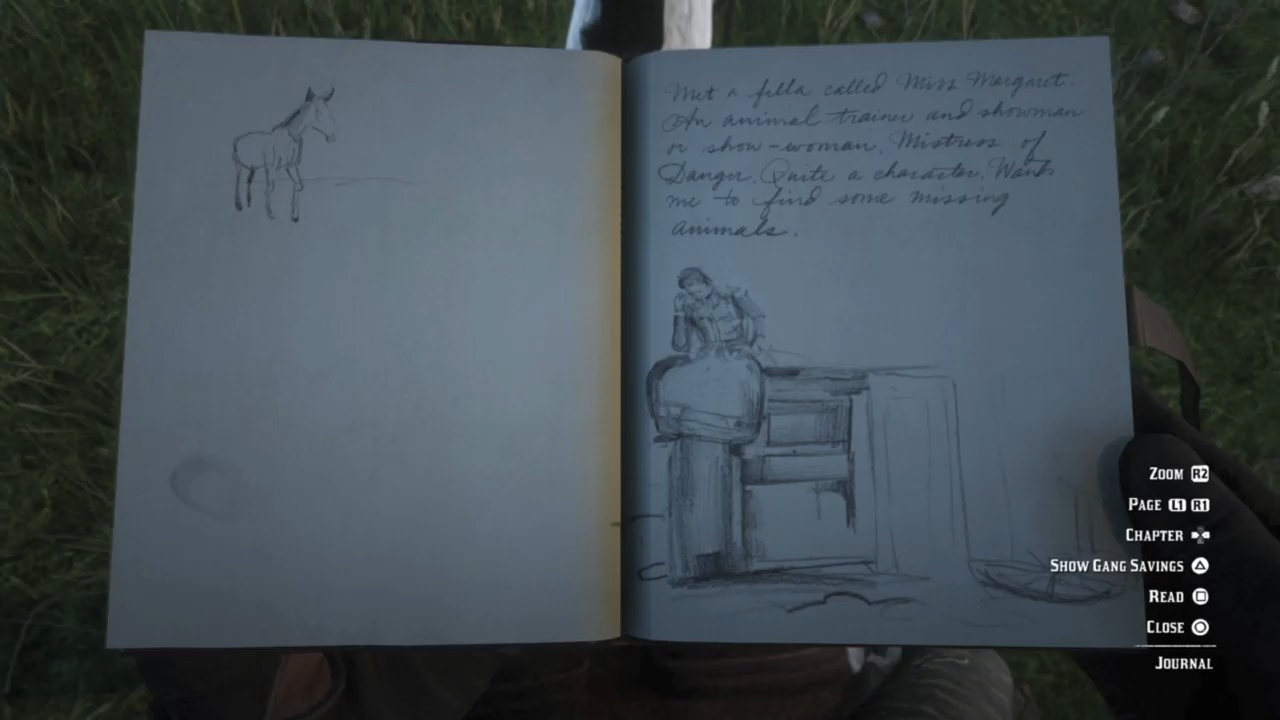 Met a fella called Miss Margaret.
An animal trainer and showman
or show-woman. Mistress of
Danger. Quite a character. Wants
me to find some missing
animals.
ZOOM R2
PAGE L1 R1
CHAPTER
SHOW GANG SAVINGS
READ
CLOSE
JOURNAL